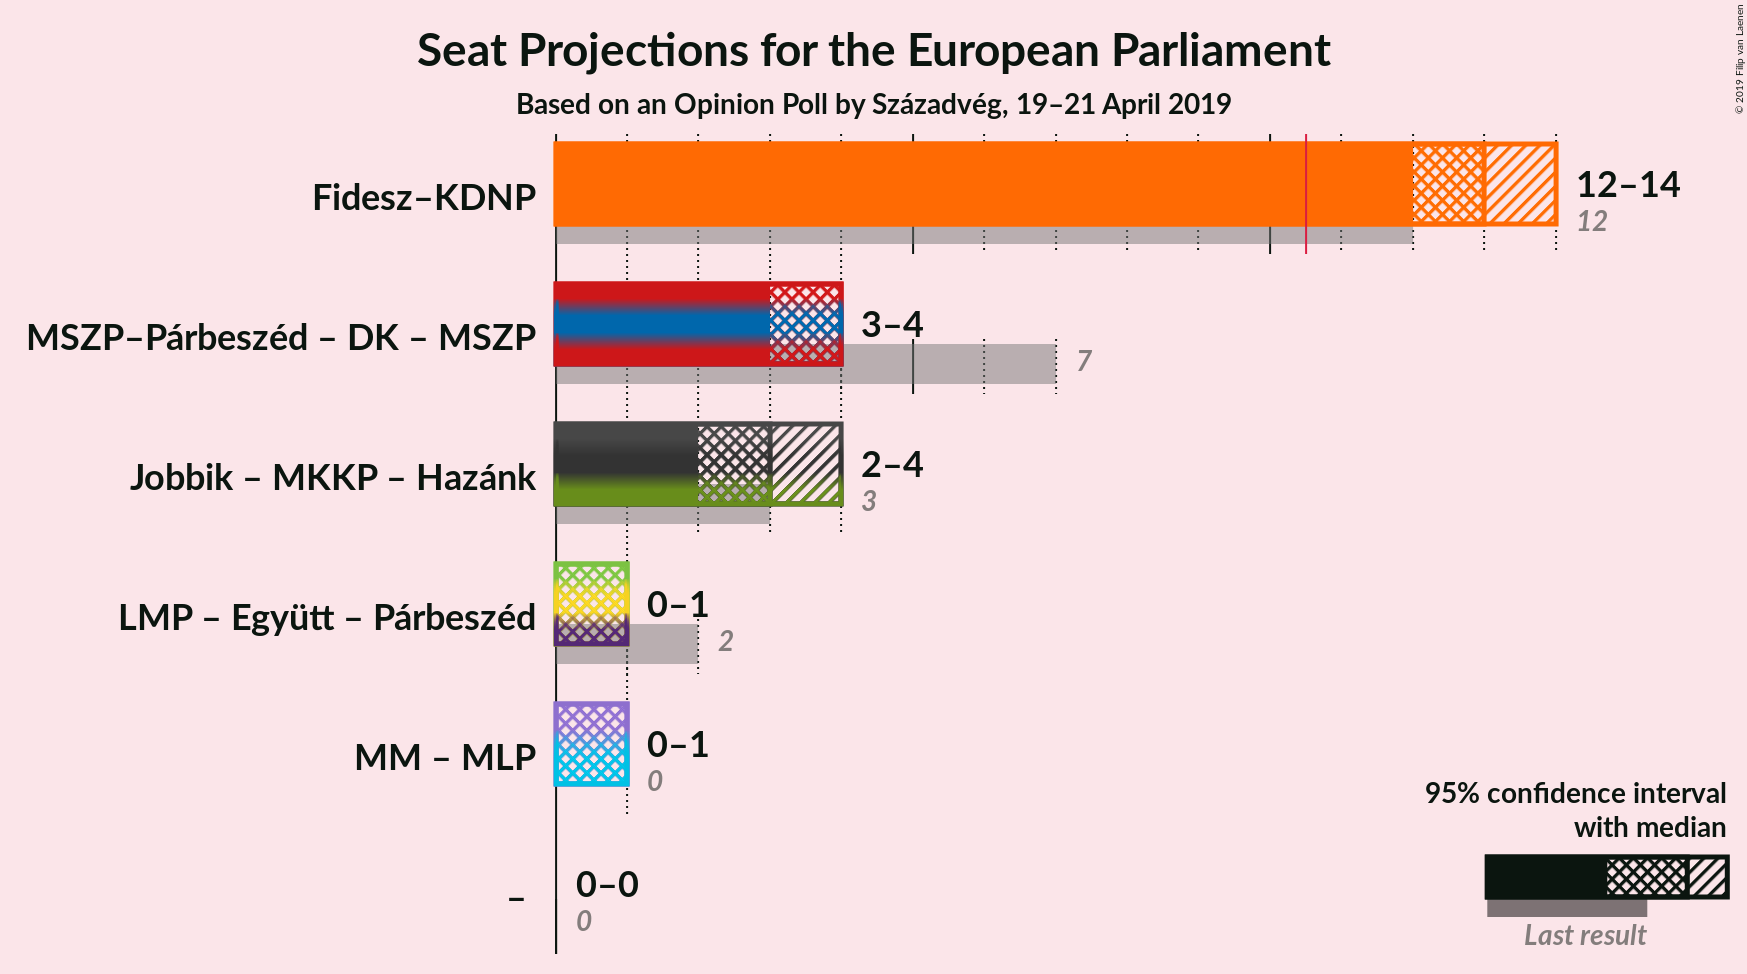 Seat Projections for the European Parliament
Based on an Opinion Poll by Századvég, 19–21 April 2019
© 2019 Filip van Laenen
Fidesz–KDNP
12–14
12
MSZP–Párbeszéd – DK – MSZP
3–4
7
Jobbik – MKKP – Hazánk
2–4
3
LMP – Együtt – Párbeszéd
0–1
2
MM – MLP
0–1
0
–
0–0
0
95% confidence interval
with median
Last result